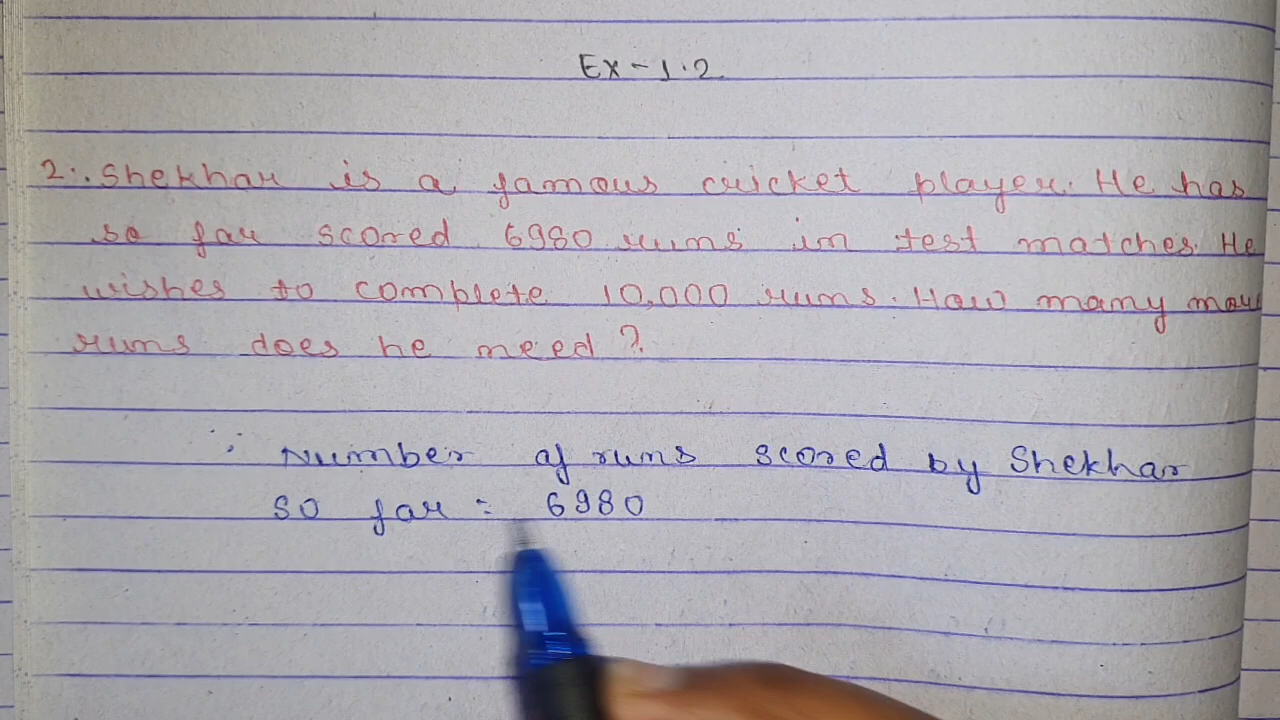 Ex - 1.2
2:. Shekhar is a famous cricket player. He has
so far scored 6980 runs in test matches. He
wishes to complete 10,000 runs. How many more
runs does he need ?
Number of runs scored by Shekhar
so far = 6980